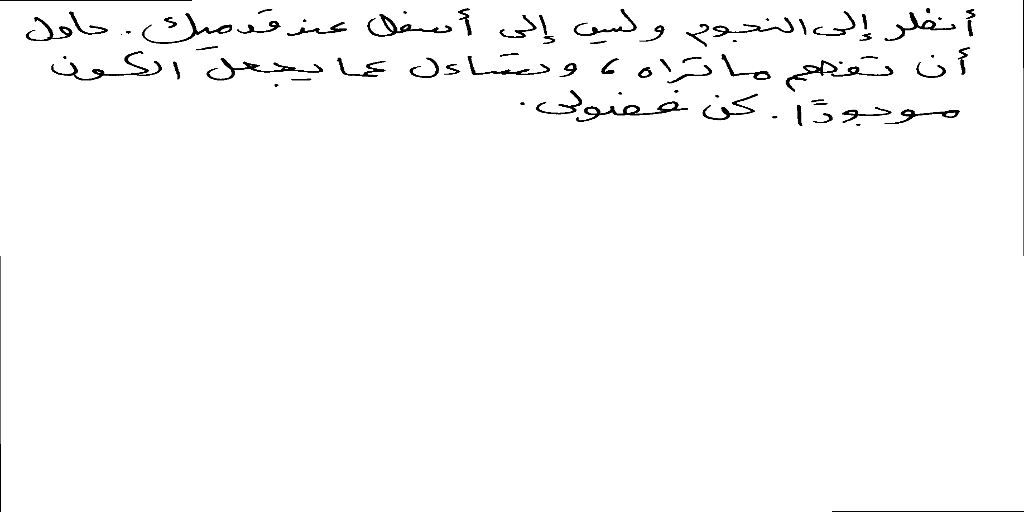 أنظر إلى النجوم وليس إلى أسفل عند قدميك. حاول
أن تفهم ما تراه، وتساءل عما يجعل الكون
موجودًا. كن فضولى.